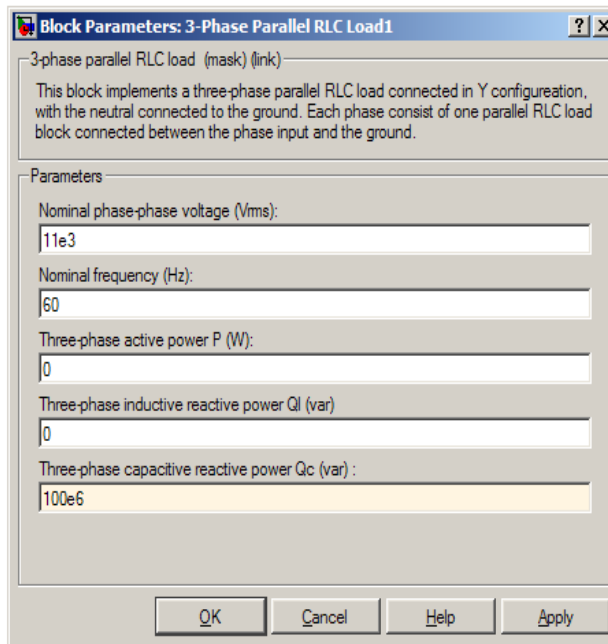 Block Parameters: 3-Phase Parallel RLC Load1
3-phase parallel RLC load (mask) (link)
This block implements a three-phase parallel RLC load connected in Y configureation,
with the neutral connected to the ground. Each phase consist of one parallel RLC load
block connected between the phase input and the ground.
Parameters
Nominal phase-phase voltage (Vrms):
11e3
Nominal frequency (Hz):
60
Three-phase active power P (W):
0
Three-phase inductive reactive power Ql (var)
0
Three-phase capacitive reactive power Qc (var) :
100e6
OK Cancel Help Apply